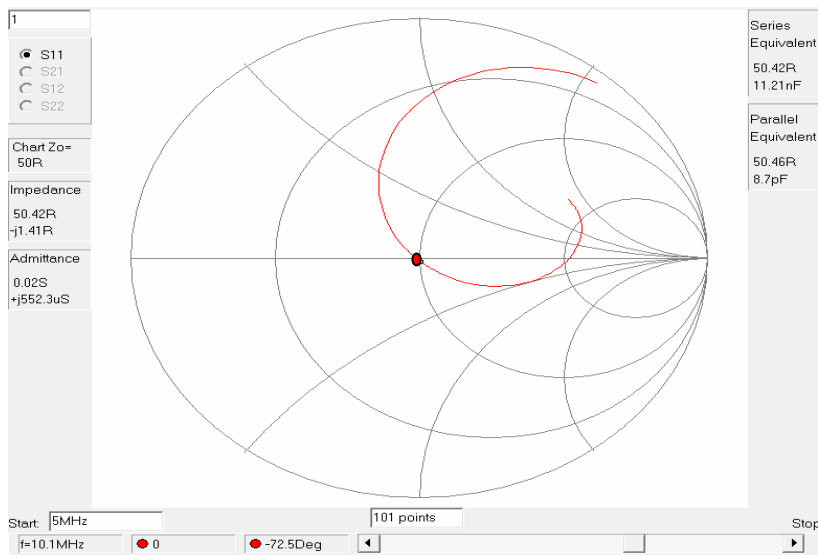 1
S11
S21
S12
S22
Chart Zo=
50R
Impedance
50.42R
-j1.41R
Admittance
0.02S
+j552.3uS
Series
Equivalent
50.42R
11.21nF
Parallel
Equivalent
50.46R
8.7pF
Start: 5MHz
101 points
Stop
f=10.1MHz
0
-72.5Deg